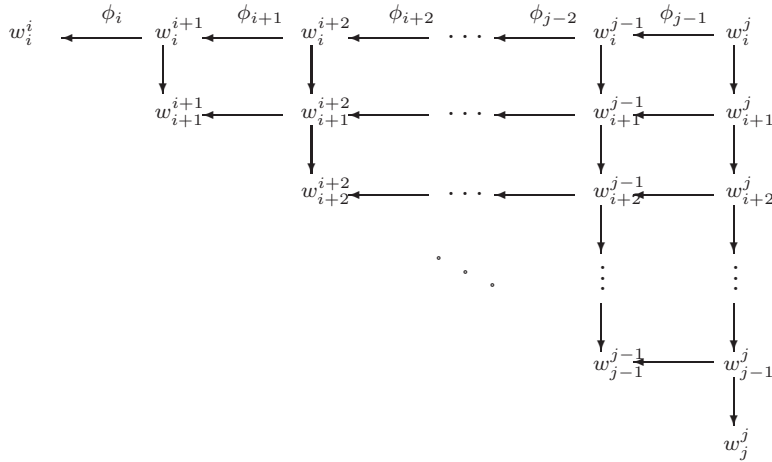 ϕ_i ϕ_{i+1} ϕ_{i+2} ϕ_{j-2} ϕ_{j-1}
w_i^i w_i^{i+1} w_i^{i+2} ⋯ w_i^{j-1} w_i^j
w_{i+1}^{i+1} w_{i+1}^{i+2} ⋯ w_{i+1}^{j-1} w_{i+1}^j
w_{i+2}^{i+2} ⋯ w_{i+2}^{j-1} w_{i+2}^j
⋮ ⋮
w_{j-1}^{j-1} w_{j-1}^j
w_j^j